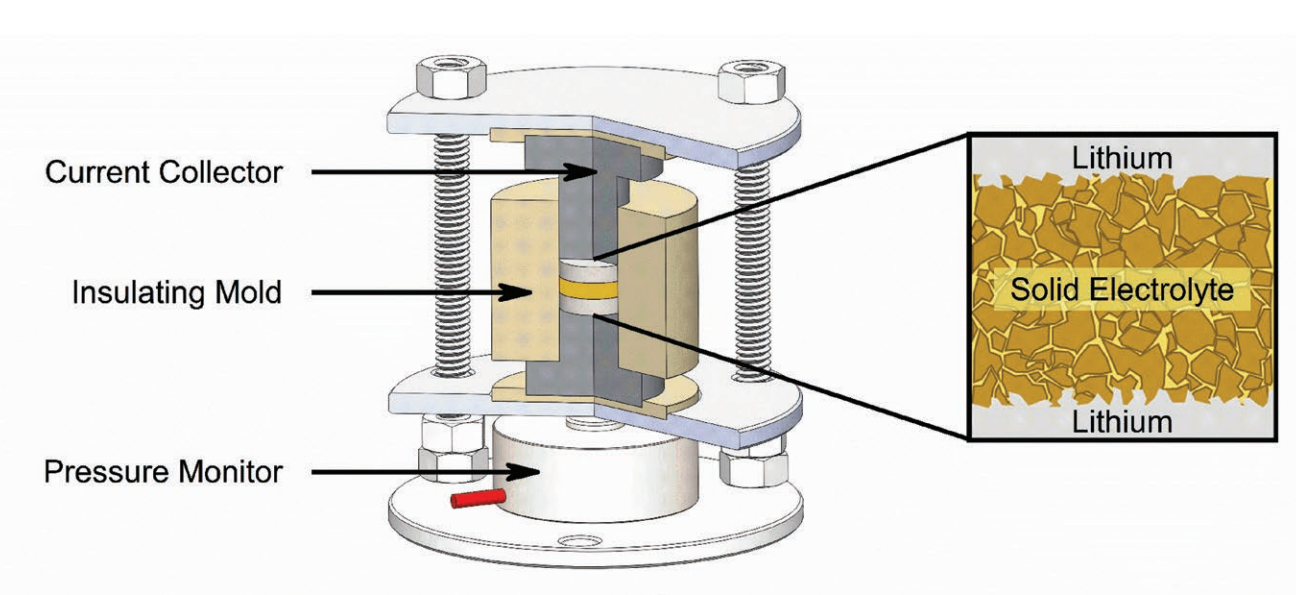 Current Collector
Insulating Mold
Pressure Monitor
Lithium
Solid Electrolyte
Lithium